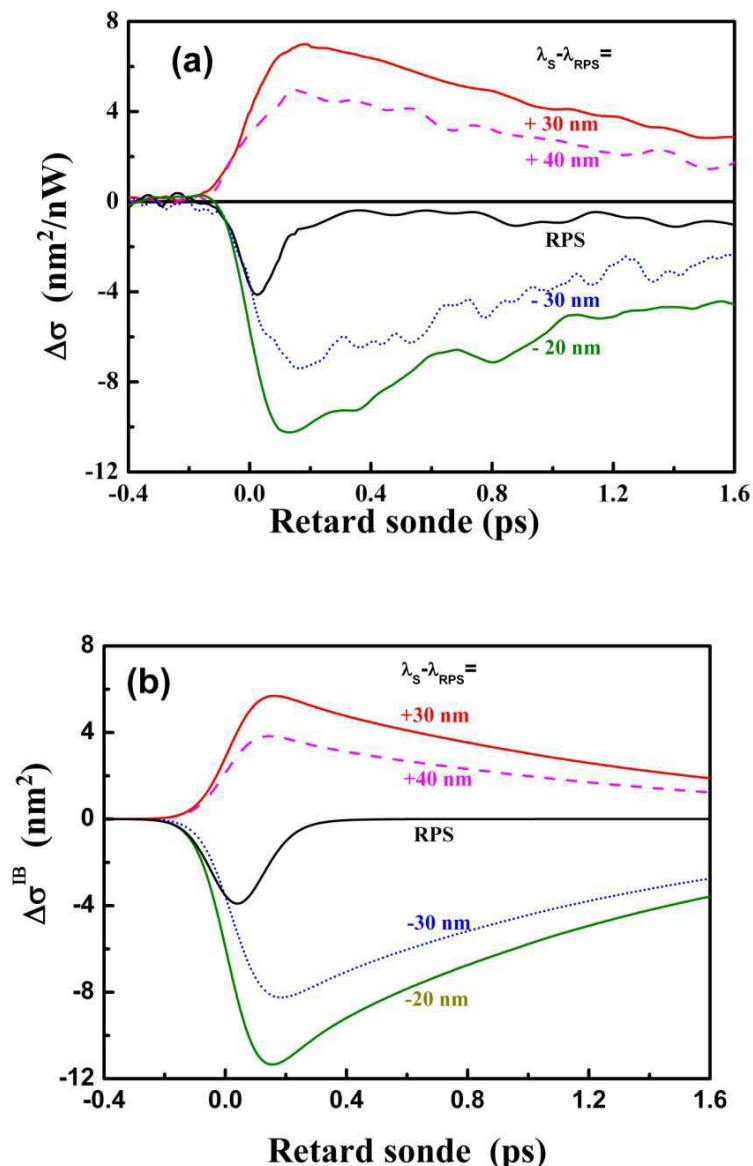 8
(a)
λS-λRPS=
4
+ 30 nm
+ 40 nm
0
Δσ (nm²/nW)
RPS
-4
- 30 nm
- 20 nm
-8
-12
-0.4 0.0 0.4 0.8 1.2 1.6
Retard sonde (ps)
8
(b)
λS-λRPS=
4
+30 nm
+40 nm
0
Δσ^IB (nm²)
RPS
-4
-30 nm
-20 nm
-8
-12
-0.4 0.0 0.4 0.8 1.2 1.6
Retard sonde (ps)